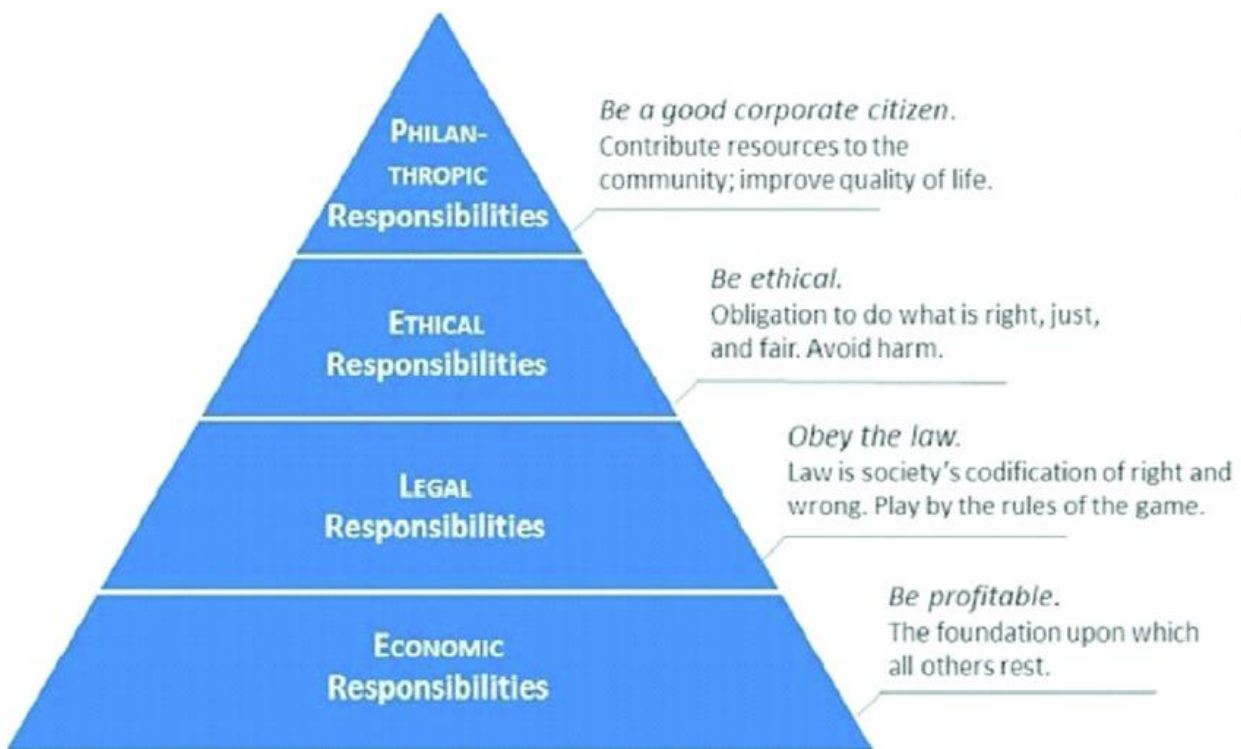 PHILAN-
THROPIC
Responsibilities
Be a good corporate citizen.
Contribute resources to the
community; improve quality of life.
ETHICAL
Responsibilities
Be ethical.
Obligation to do what is right, just,
and fair. Avoid harm.
LEGAL
Responsibilities
Obey the law.
Law is society's codification of right and
wrong. Play by the rules of the game.
ECONOMIC
Responsibilities
Be profitable.
The foundation upon which
all others rest.